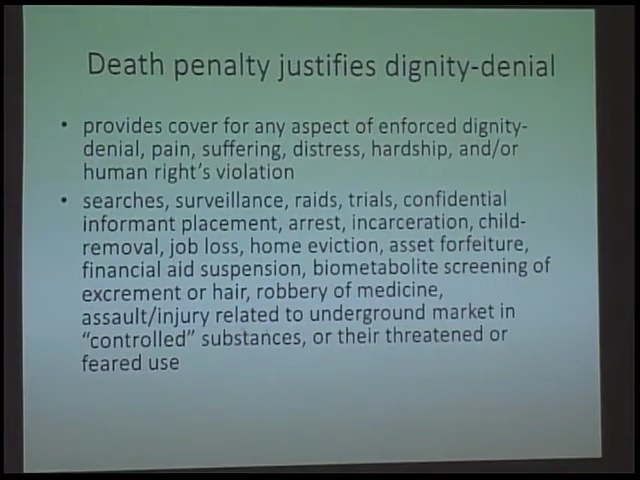 Death penalty justifies dignity-denial
• provides cover for any aspect of enforced dignity-
denial, pain, suffering, distress, hardship, and/or
human right's violation
• searches, surveillance, raids, trials, confidential
informant placement, arrest, incarceration, child-
removal, job loss, home eviction, asset forfeiture,
financial aid suspension, biometabolite screening of
excrement or hair, robbery of medicine,
assault/injury related to underground market in
“controlled” substances, or their threatened or
feared use